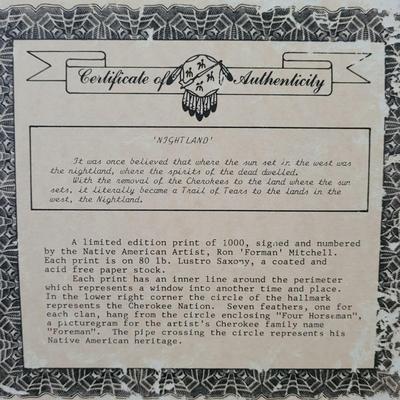 Certificate of Authenticity
'NIGHTLAND'
It was once believed that where the sun set in the west was
the nightland, where the spirits of the dead dwelled.
With the removal of the Cherokees to the land where the sun
sets, it literally became a Trail of Tears to the lands in the
west, the Nightland.
A limited edition print of 1000, signed and numbered
by the Native American Artist, Ron 'Forman' Mitchell.
Each print is on 80 lb. Lustro Saxony, a coated and
acid free paper stock.
Each print has an inner line around the perimeter
which represents a window into another time and place.
In the lower right corner the circle of the hallmark
represents the Cherokee Nation.  Seven feathers, one for
each clan, hang from the circle enclosing "Four Horseman",
a picturegram for the artist's Cherokee family name
"Foreman".  The pipe crossing the circle represents his
Native American heritage.